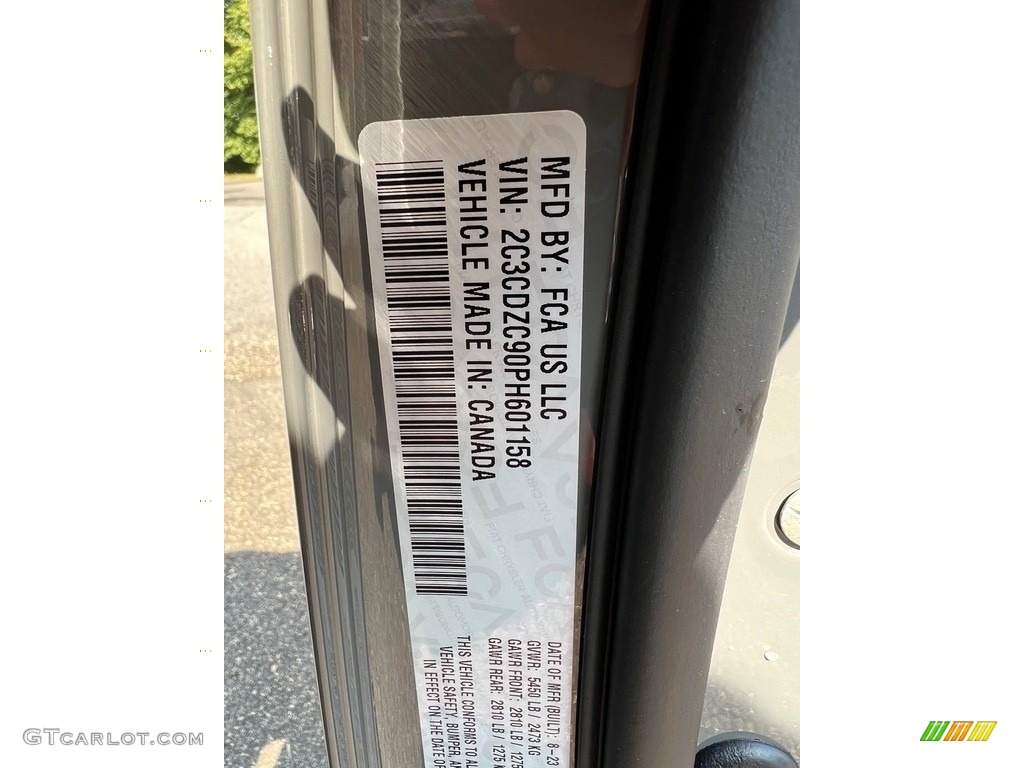 MFD BY: FCA US LLC
VIN: 2C3CDZC90PH601158
VEHICLE MADE IN: CANADA
DATE OF MFR (BUILT): 8-23
GVWR: 5450 LB / 2473 KG
GAWR FRONT: 2810 LB / 1275
GAWR REAR: 2810 LB / 1275 K
THIS VEHICLE CONFORMS TO AL
VEHICLE SAFETY, BUMPER, AN
IN EFFECT ON THE DATE OF
GTCARLOT.COM